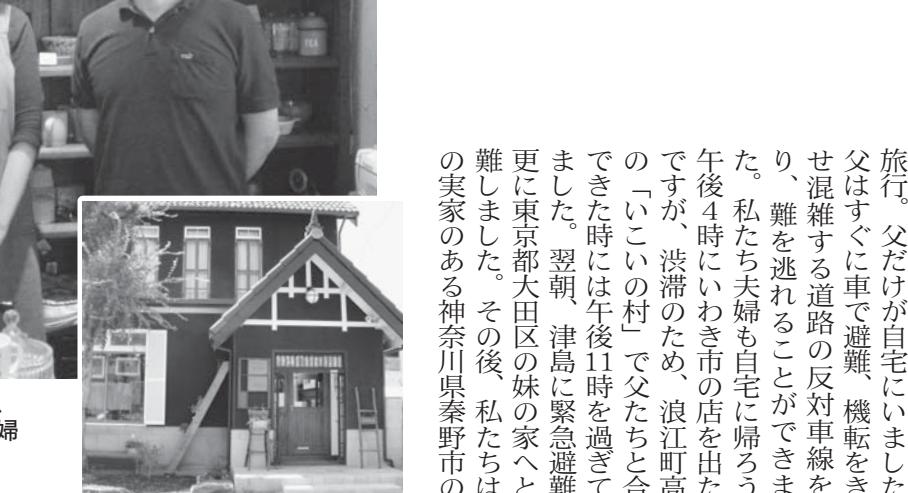 旅行。父だけが自宅にいました
父はすぐに車で避難、機転をき
せ混雑する道路の反対車線を
り、難を逃れることができま
た。私たち夫婦も自宅に帰ろう
午後4時にいわき市の店を出た
ですが、渋滞のため、浪江町高
の「いこいの村」で父たちと合
できた時には午後11時を過ぎて
ました。翌朝、津島に緊急避難
更に東京都大田区の妹の家へと
難しました。その後、私たちは
の実家のある神奈川県秦野市の
婦
TEA